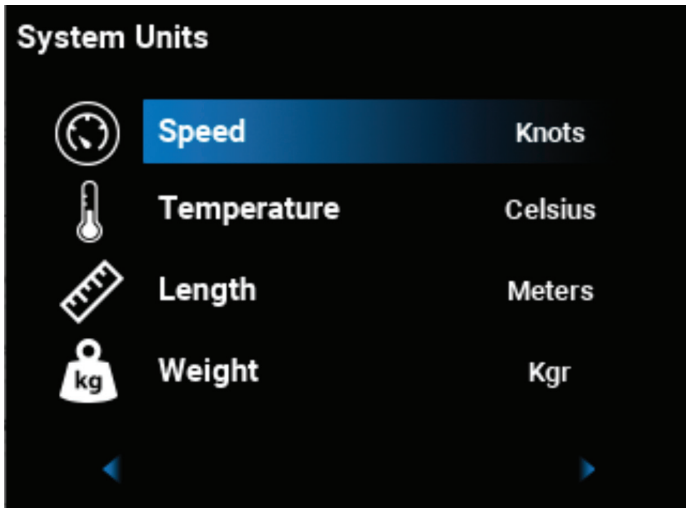 System Units
Speed Knots
Temperature Celsius
Length Meters
kg Weight Kgr